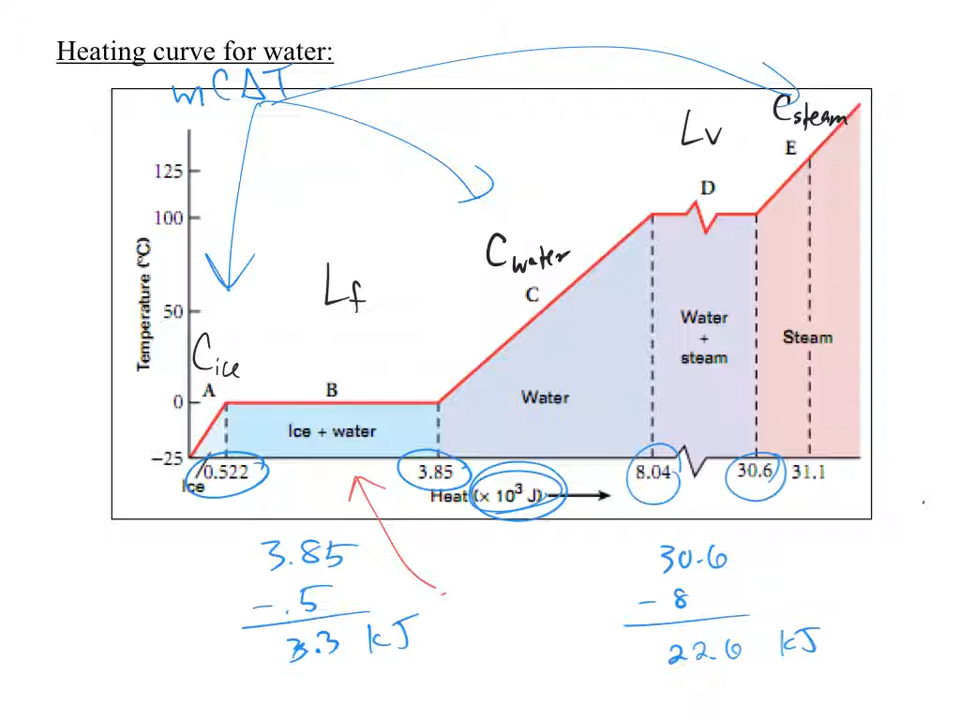 Heating curve for water:
mCΔT
Csteam
Lv
E
125
D
100
Cwater
Lf
C
50
Water
+
steam
Steam
Temperature (°C)
Cice
A
B
Water
0
Ice + water
−25
Ice
0.522
3.85
8.04
30.6
31.1
Heat (× 10³ J)
3.85
− .5
3.3 kJ
30.6
− 8
22.6 kJ